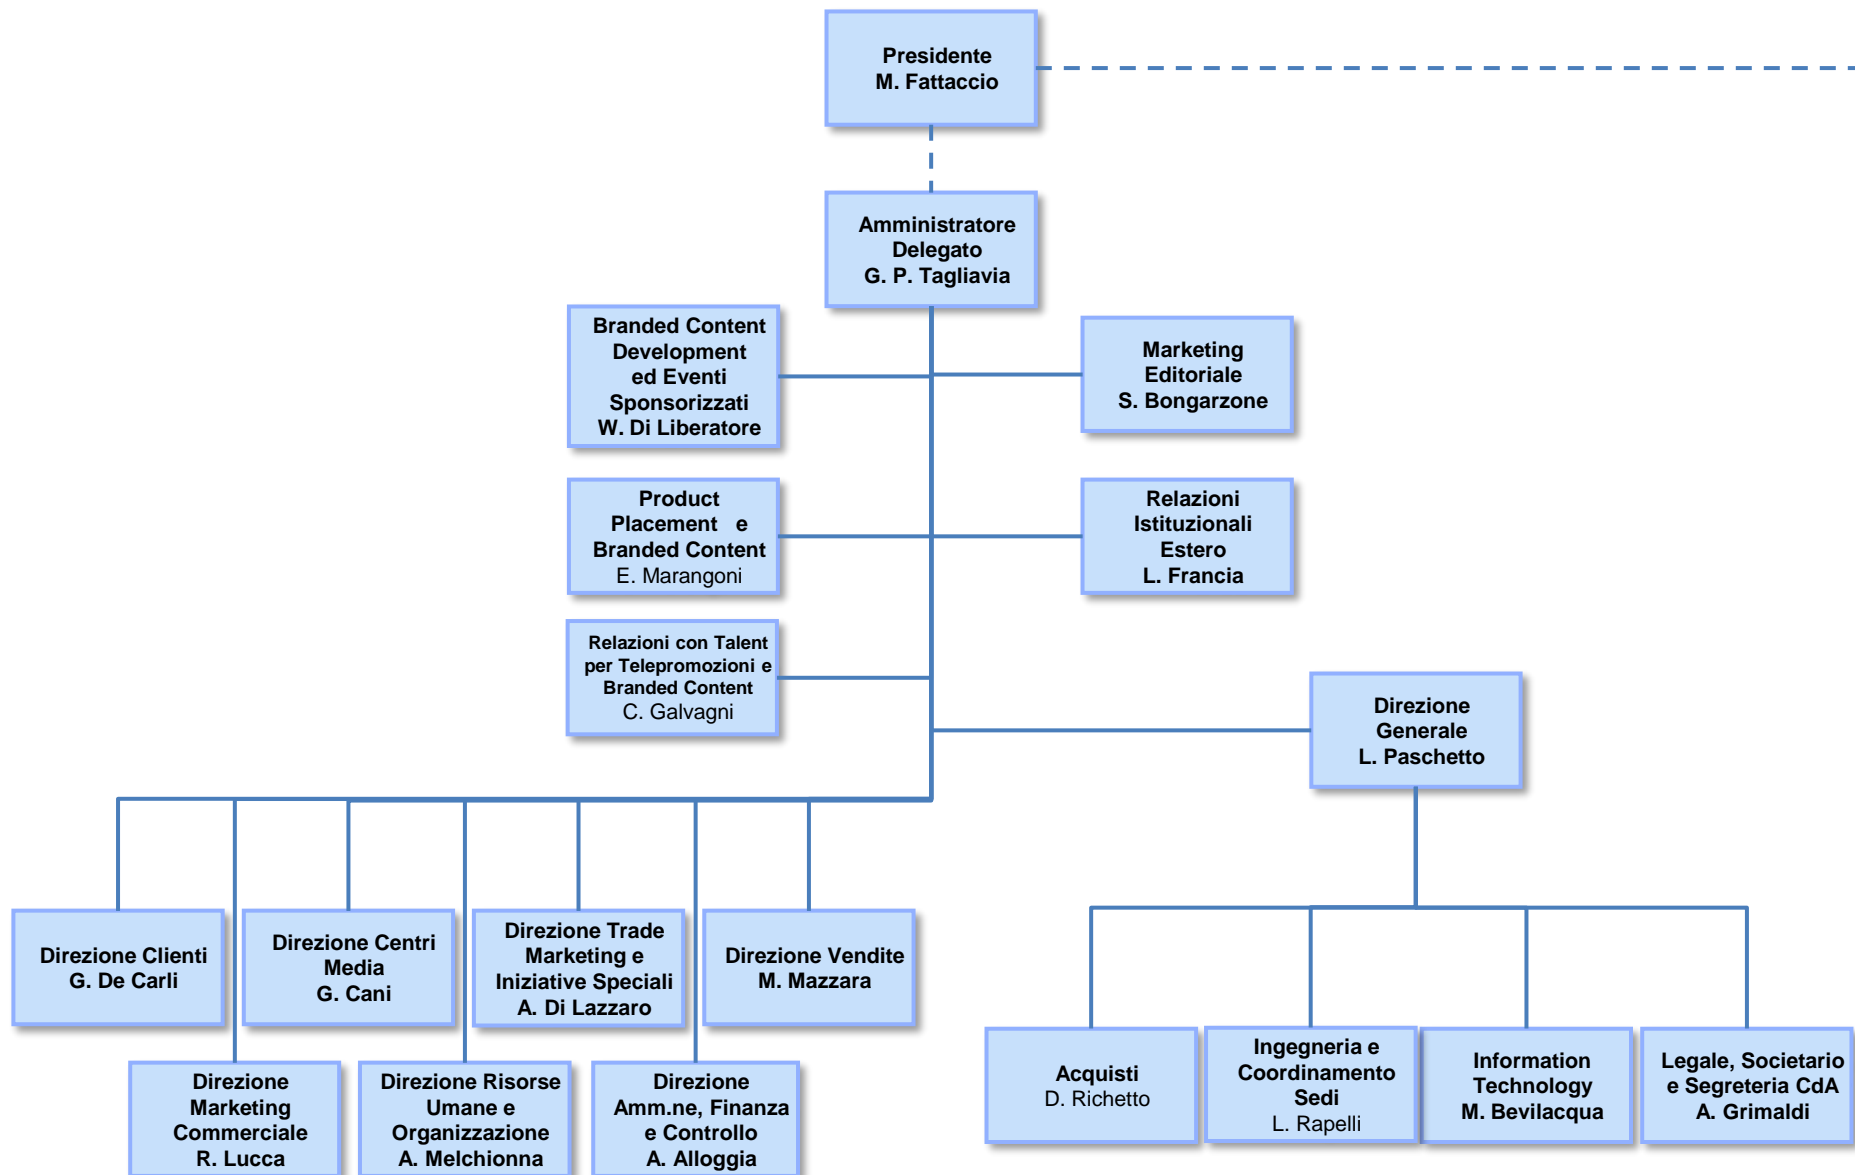 Presidente
M. Fattaccio
Amministratore
Delegato
G. P. Tagliavia
Branded Content
Development
ed Eventi
Sponsorizzati
W. Di Liberatore
Marketing
Editoriale
S. Bongarzone
Product
Placement e
Branded Content
E. Marangoni
Relazioni
Istituzionali
Estero
L. Francia
Relazioni con Talent
per Telepromozioni e
Branded Content
C. Galvagni
Direzione
Generale
L. Paschetto
Direzione Clienti
G. De Carli
Direzione Centri
Media
G. Cani
Direzione Trade
Marketing e
Iniziative Speciali
A. Di Lazzaro
Direzione Vendite
M. Mazzara
Direzione
Marketing
Commerciale
R. Lucca
Direzione Risorse
Umane e
Organizzazione
A. Melchionna
Direzione
Amm.ne, Finanza
e Controllo
A. Alloggia
Acquisti
D. Richetto
Ingegneria e
Coordinamento
Sedi
L. Rapelli
Information
Technology
M. Bevilacqua
Legale, Societario
e Segreteria CdA
A. Grimaldi